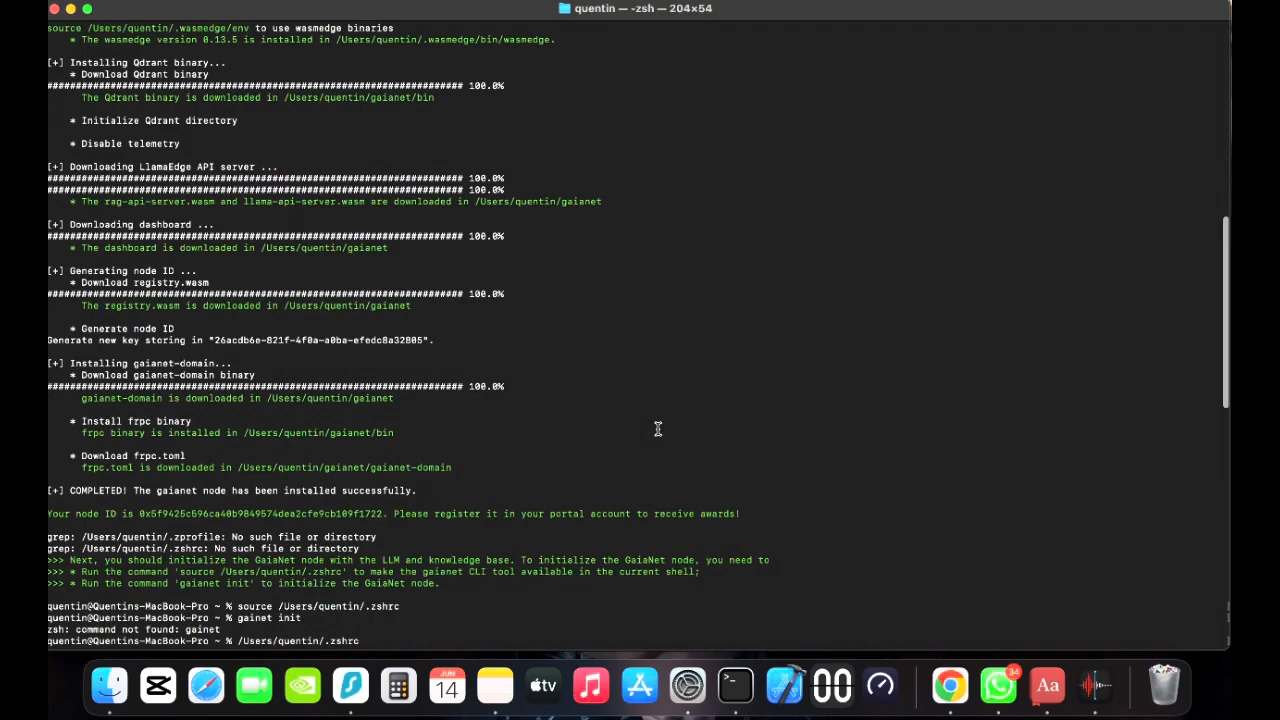 quentin — -zsh — 204×54
source /Users/quentin/.wasmedge/env to use wasmedge binaries
* The wasmedge version 0.13.5 is installed in /Users/quentin/.wasmedge/bin/wasmedge.
[+] Installing Qdrant binary...
* Download Qdrant binary
######################################################################## 100.0%
The Qdrant binary is downloaded in /Users/quentin/gaianet/bin
* Initialize Qdrant directory
* Disable telemetry
[+] Downloading LlamaEdge API server ...
######################################################################## 100.0%
######################################################################## 100.0%
* The rag-api-server.wasm and llama-api-server.wasm are downloaded in /Users/quentin/gaianet
[+] Downloading dashboard ...
######################################################################## 100.0%
* The dashboard is downloaded in /Users/quentin/gaianet
[+] Generating node ID ...
* Download registry.wasm
######################################################################## 100.0%
The registry.wasm is downloaded in /Users/quentin/gaianet
* Generate node ID
Generate new key storing in "26acdb6e-821f-4f0a-a0ba-efedc8a32805".
[+] Installing gaianet-domain...
* Download gaianet-domain binary
######################################################################## 100.0%
gaianet-domain is downloaded in /Users/quentin/gaianet
* Install frpc binary
frpc binary is installed in /Users/quentin/gaianet/bin
* Download frpc.toml
frpc.toml is downloaded in /Users/quentin/gaianet/gaianet-domain
[+] COMPLETED! The gaianet node has been installed successfully.
Your node ID is 0x5f9425c596ca40b9849574dea2cfe9cb109f1722. Please register it in your portal account to receive awards!
grep: /Users/quentin/.zprofile: No such file or directory
grep: /Users/quentin/.zshrc: No such file or directory
>>> Next, you should initialize the GaiaNet node with the LLM and knowledge base. To initialize the GaiaNet node, you need to
>>> * Run the command 'source /Users/quentin/.zshrc' to make the gaianet CLI tool available in the current shell;
>>> * Run the command 'gaianet init' to initialize the GaiaNet node.
quentin@Quentins-MacBook-Pro ~ % source /Users/quentin/.zshrc
quentin@Quentins-MacBook-Pro ~ % gainet init
zsh: command not found: gainet
quentin@Quentins-MacBook-Pro ~ % /Users/quentin/.zshrc
JUN
14
tv
>_
00
34
Aa